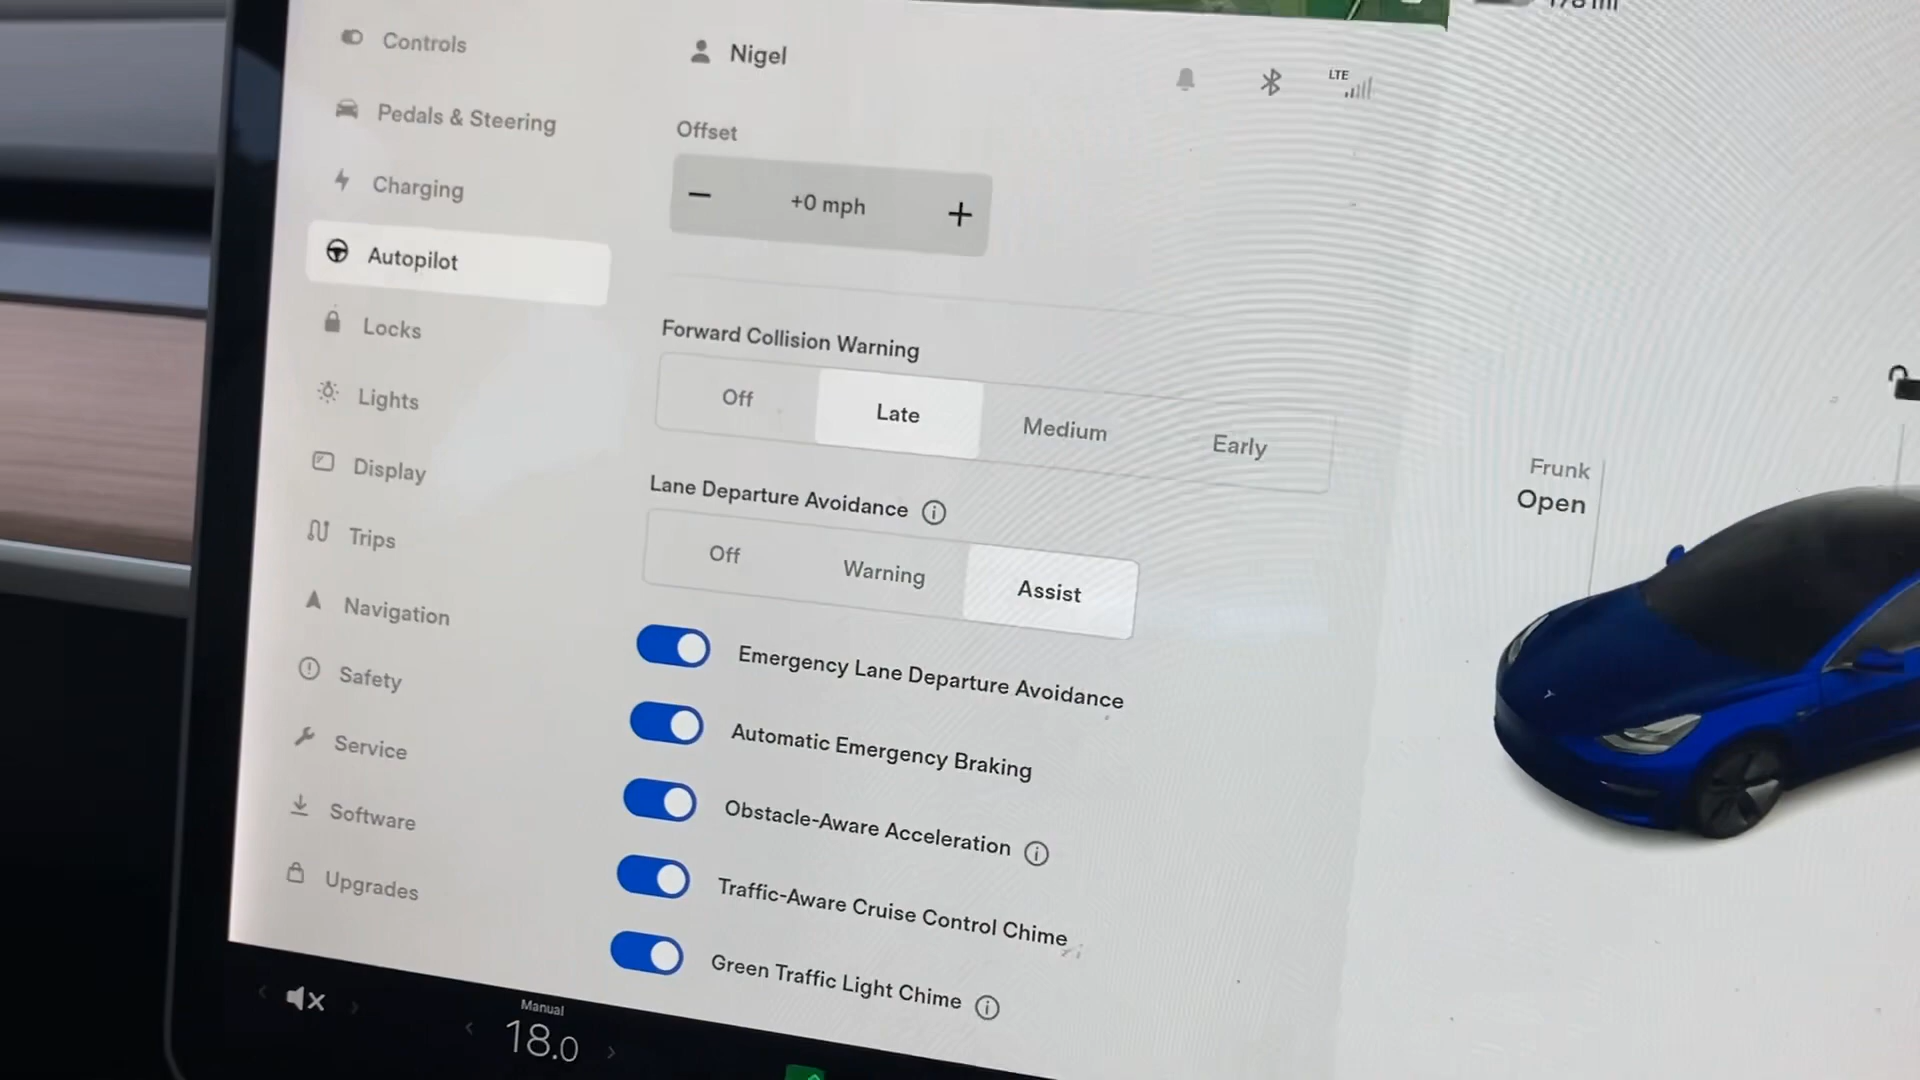 Controls
Pedals & Steering
Charging
Autopilot
Locks
Lights
Display
Trips
Navigation
Safety
Service
Software
Upgrades
Nigel
LTE
Offset
+0 mph
Forward Collision Warning
Off Late Medium Early
Lane Departure Avoidance
Off Warning Assist
Emergency Lane Departure Avoidance
Automatic Emergency Braking
Obstacle-Aware Acceleration
Traffic-Aware Cruise Control Chime
Green Traffic Light Chime
Frunk
Open
Manual
18.0